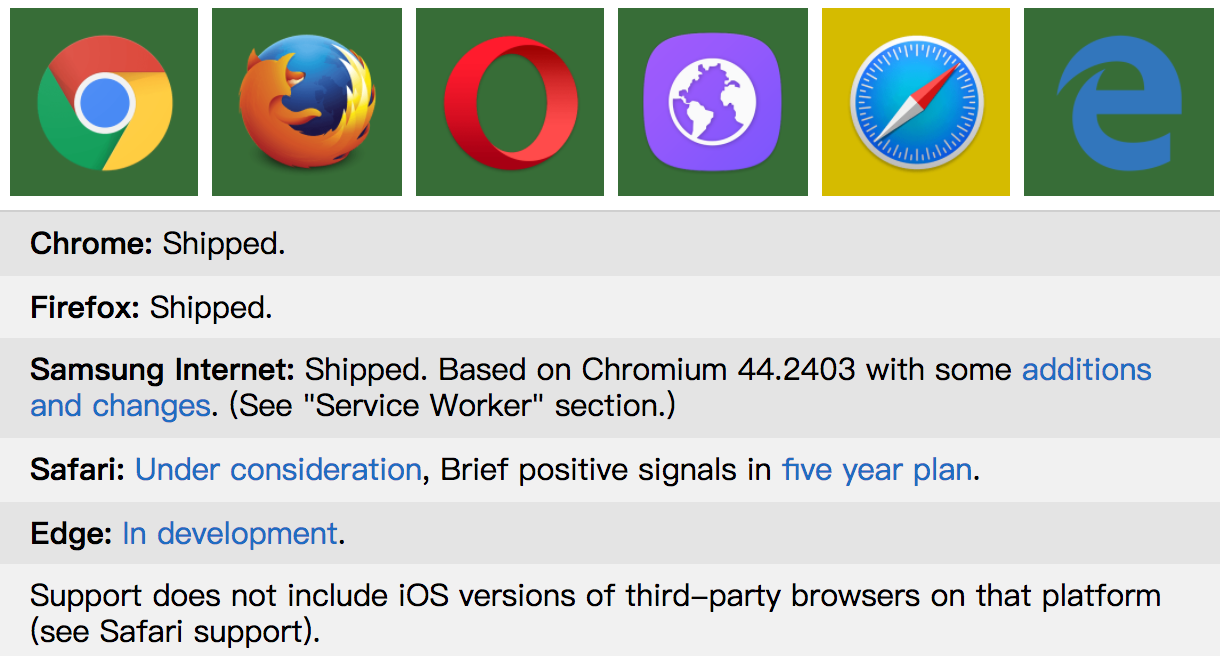 Chrome: Shipped.
Firefox: Shipped.
Samsung Internet: Shipped. Based on Chromium 44.2403 with some additions
and changes. (See "Service Worker" section.)
Safari: Under consideration, Brief positive signals in five year plan.
Edge: In development.
Support does not include iOS versions of third-party browsers on that platform
(see Safari support).